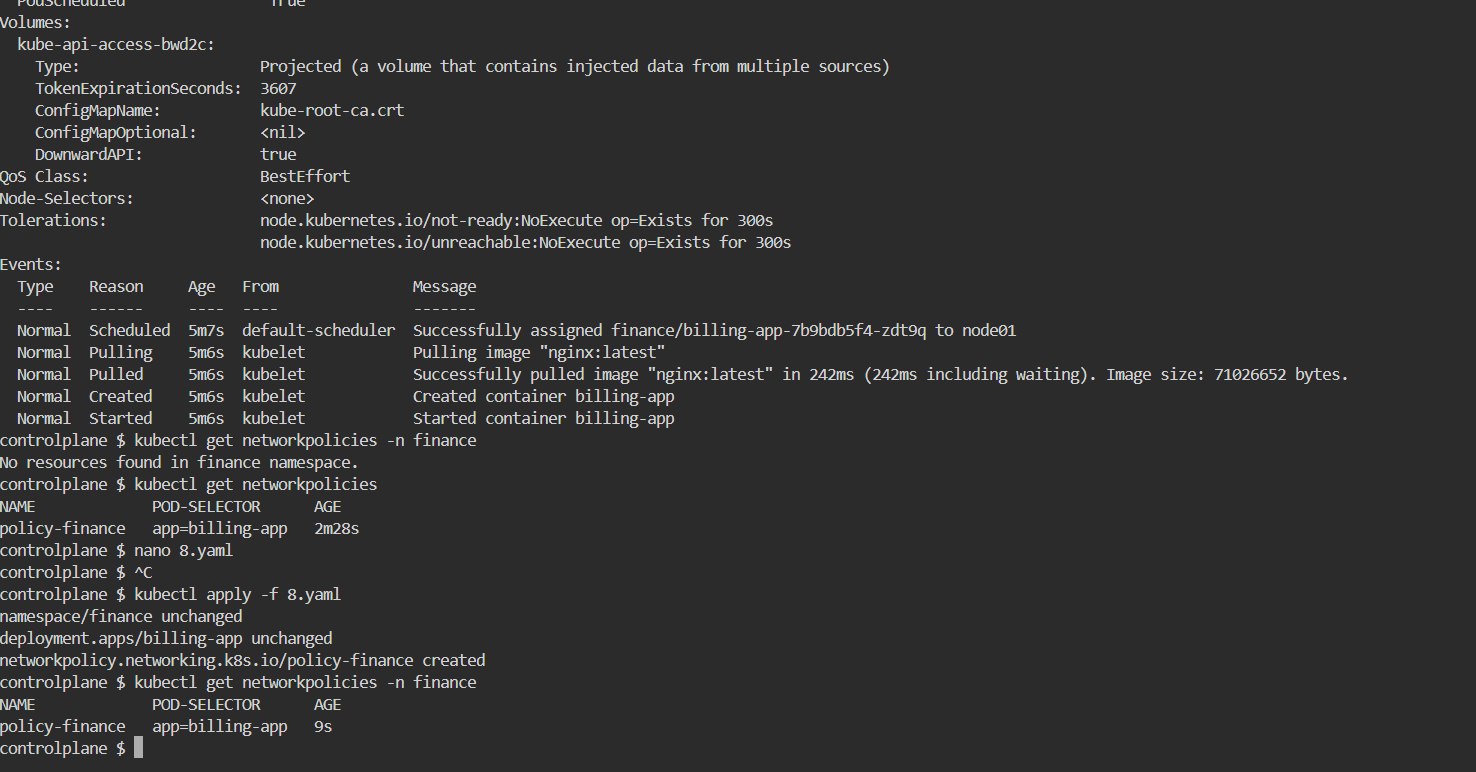 PodScheduled                True
Volumes:
  kube-api-access-bwd2c:
    Type:                    Projected (a volume that contains injected data from multiple sources)
    TokenExpirationSeconds:  3607
    ConfigMapName:           kube-root-ca.crt
    ConfigMapOptional:       <nil>
    DownwardAPI:             true
QoS Class:                   BestEffort
Node-Selectors:              <none>
Tolerations:                 node.kubernetes.io/not-ready:NoExecute op=Exists for 300s
                             node.kubernetes.io/unreachable:NoExecute op=Exists for 300s
Events:
  Type    Reason     Age   From               Message
  ----    ------     ----  ----               -------
  Normal  Scheduled  5m7s  default-scheduler  Successfully assigned finance/billing-app-7b9bdb5f4-zdt9q to node01
  Normal  Pulling    5m6s  kubelet            Pulling image "nginx:latest"
  Normal  Pulled     5m6s  kubelet            Successfully pulled image "nginx:latest" in 242ms (242ms including waiting). Image size: 71026652 bytes.
  Normal  Created    5m6s  kubelet            Created container billing-app
  Normal  Started    5m6s  kubelet            Started container billing-app
controlplane $ kubectl get networkpolicies -n finance
No resources found in finance namespace.
controlplane $ kubectl get networkpolicies
NAME             POD-SELECTOR      AGE
policy-finance   app=billing-app   2m28s
controlplane $ nano 8.yaml
controlplane $ ^C
controlplane $ kubectl apply -f 8.yaml
namespace/finance unchanged
deployment.apps/billing-app unchanged
networkpolicy.networking.k8s.io/policy-finance created
controlplane $ kubectl get networkpolicies -n finance
NAME             POD-SELECTOR      AGE
policy-finance   app=billing-app   9s
controlplane $